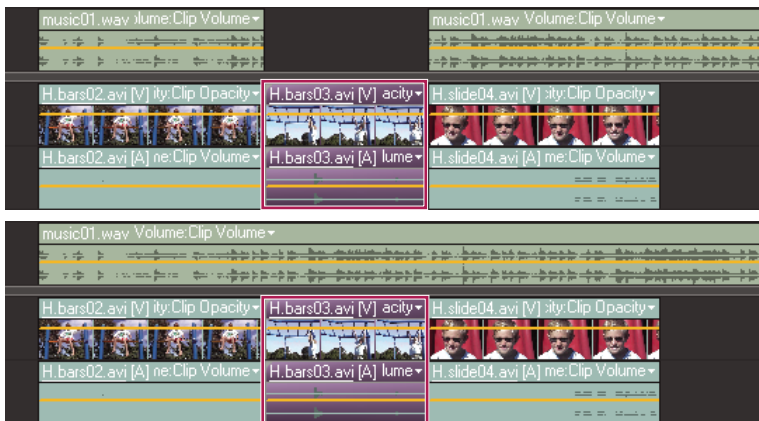 music01.wav olume:Clip Volume
music01.wav Volume:Clip Volume
H.bars02.avi [V] ity:Clip Opacity
H.bars03.avi [V] acity
H.slide04.avi [V] ity:Clip Opacity
H.bars02.avi [A] ne:Clip Volume
H.bars03.avi [A] lume
H.slide04.avi [A] me:Clip Volume
music01.wav Volume:Clip Volume
H.bars02.avi [V] ity:Clip Opacity
H.bars03.avi [V] acity
H.slide04.avi [V] ity:Clip Opacity
H.bars02.avi [A] ne:Clip Volume
H.bars03.avi [A] lume
H.slide04.avi [A] me:Clip Volume